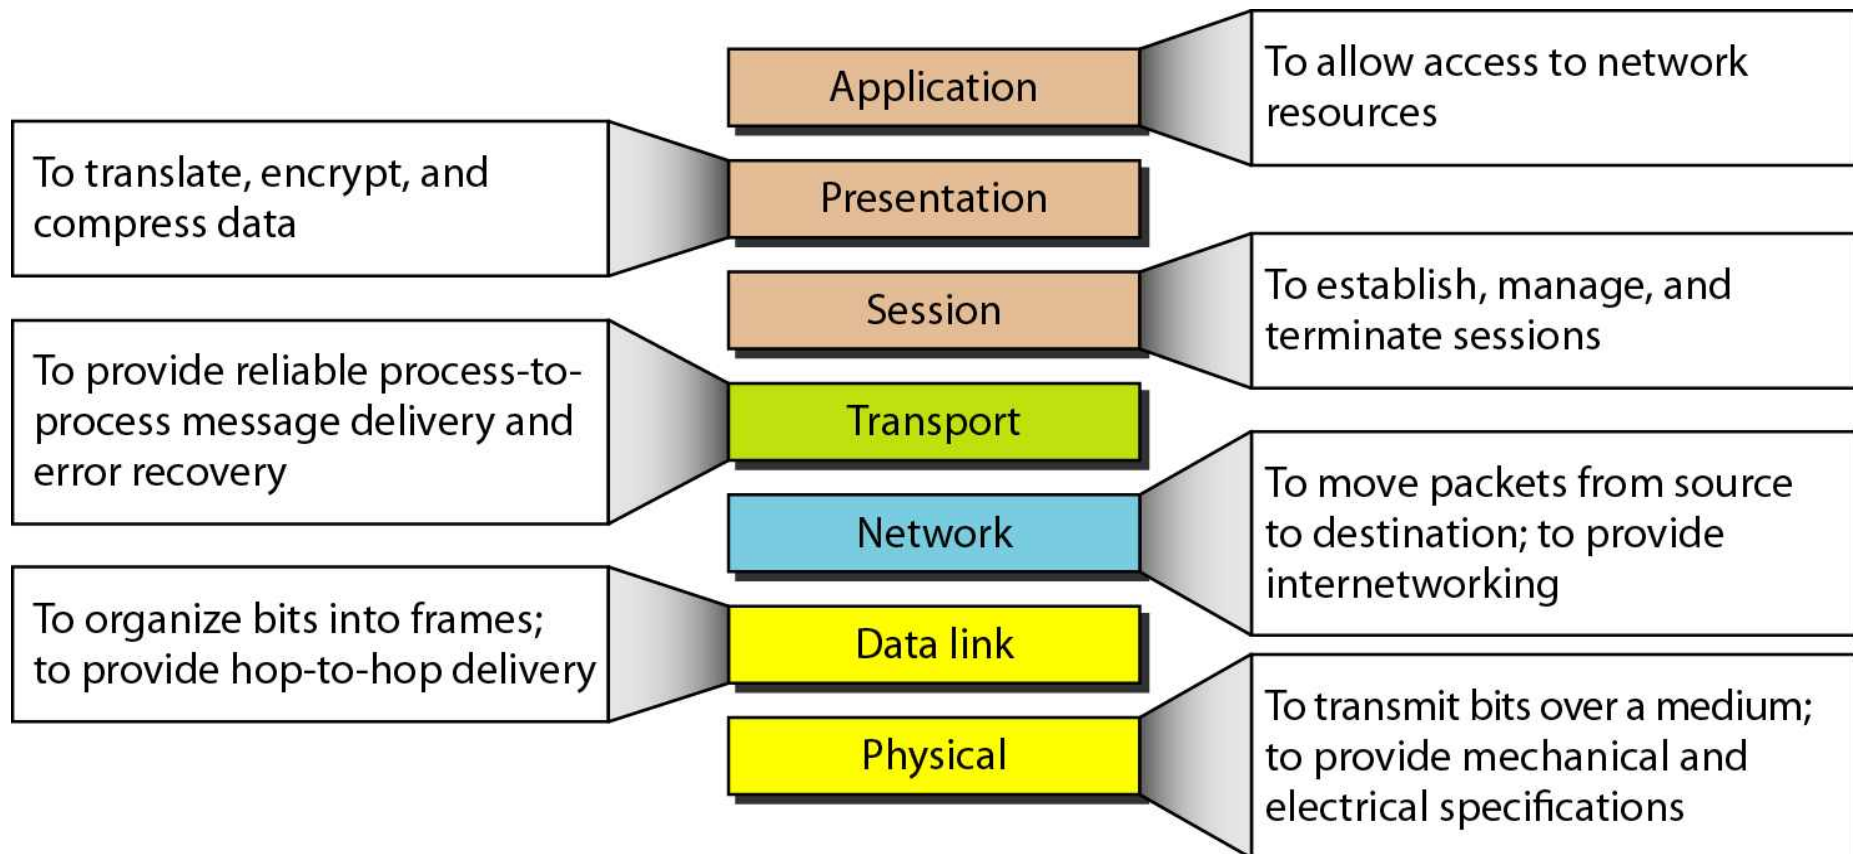 Application
To allow access to network
resources
To translate, encrypt, and
compress data
Presentation
Session
To establish, manage, and
terminate sessions
To provide reliable process-to-
process message delivery and
error recovery
Transport
Network
To move packets from source
to destination; to provide
internetworking
To organize bits into frames;
to provide hop-to-hop delivery
Data link
Physical
To transmit bits over a medium;
to provide mechanical and
electrical specifications